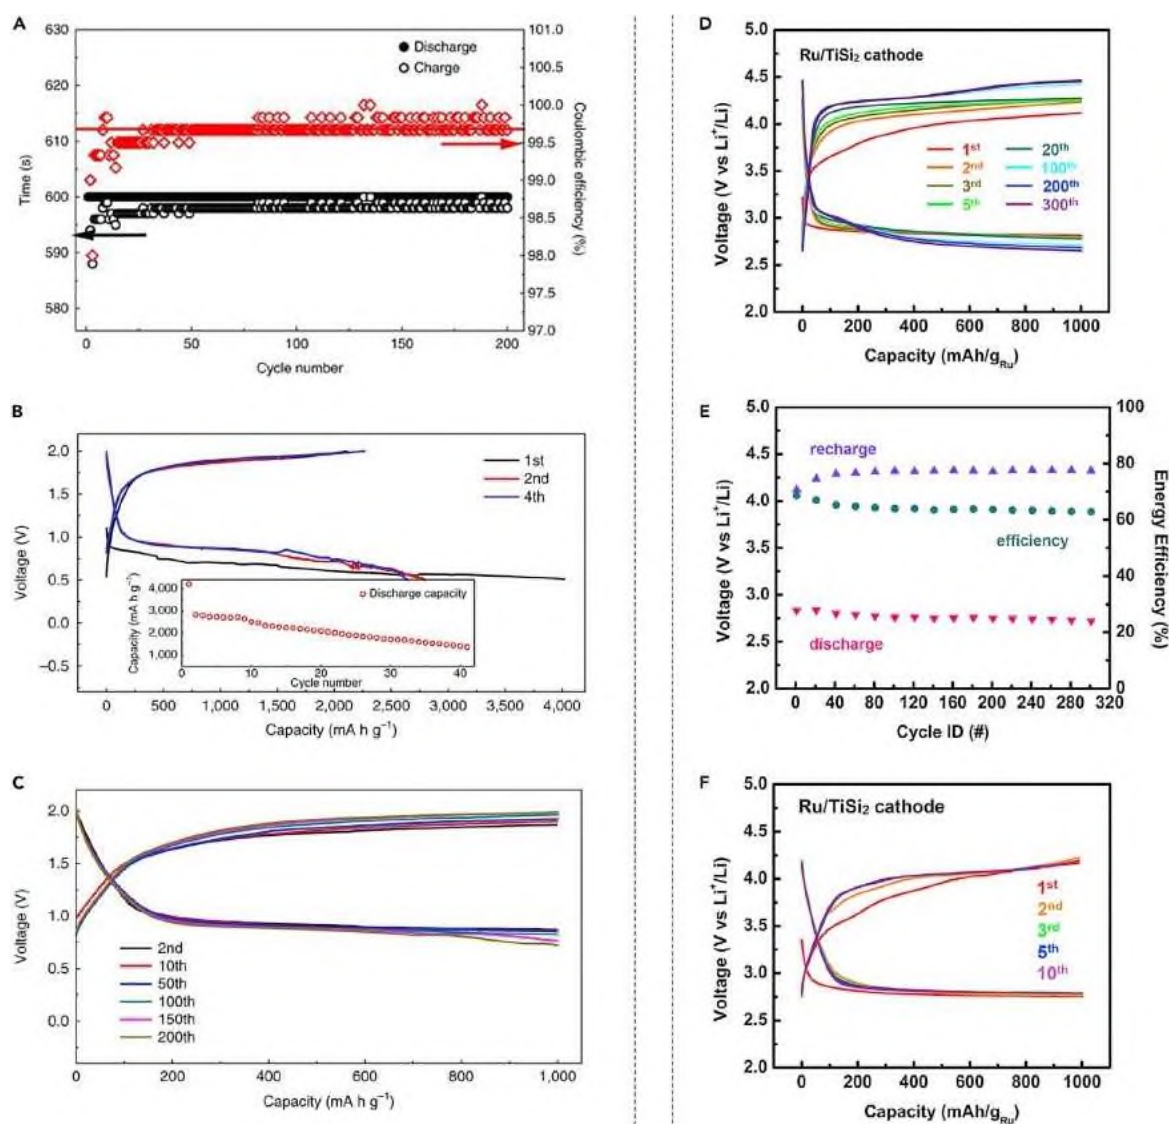 A
630
620
610
600
590
580
Time (s)
101.0
100.5
100.0
99.5
99.0
98.5
98.0
97.5
97.0
Coulombic efficiency (%)
Discharge
Charge
0 50 100 150 200
Cycle number
B
2.0
1.5
1.0
0.5
0.0
–0.5
Voltage (V)
1st
2nd
4th
Capacity (mA h g⁻¹)
4,000
3,000
2,000
1,000
Discharge capacity
0 10 20 30 40
Cycle number
0 500 1,000 1,500 2,000 2,500 3,000 3,500 4,000
Capacity (mA h g⁻¹)
C
2.0
1.5
1.0
0.5
0.0
Voltage (V)
2nd
10th
50th
100th
150th
200th
0 200 400 600 800 1,000
Capacity (mA h g⁻¹)
D
5.0
4.5
4.0
3.5
3.0
2.5
2.0
Voltage (V vs Li⁺/Li)
Ru/TiSi₂ cathode
1st 20th
2nd 100th
3rd 200th
5th 300th
0 200 400 600 800 1000
Capacity (mAh/gRu)
E
5.0
4.5
4.0
3.5
3.0
2.5
2.0
Voltage (V vs Li⁺/Li)
100
80
60
40
20
0
Energy Efficiency (%)
recharge
efficiency
discharge
0 40 80 120 160 200 240 280 320
Cycle ID (#)
F
5.0
4.5
4.0
3.5
3.0
2.5
2.0
Voltage (V vs Li⁺/Li)
Ru/TiSi₂ cathode
1st
2nd
3rd
5th
10th
0 200 400 600 800 1000
Capacity (mAh/gRu)